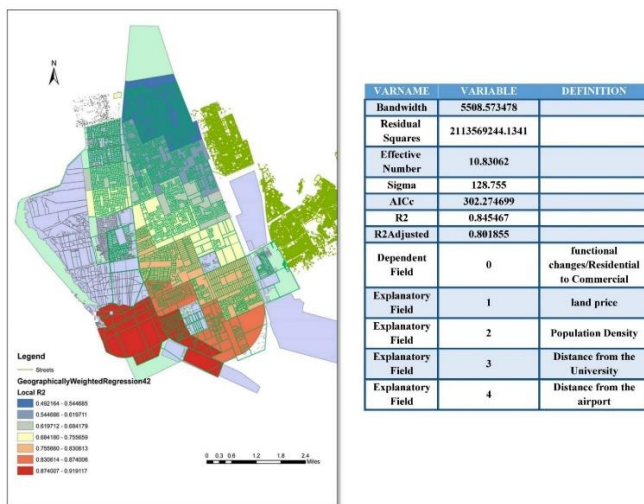 N
Legend
Streets
GeographicallyWeightedRegression42
Local R2
0.492164 - 0.544685
0.544686 - 0.619711
0.619712 - 0.684179
0.684180 - 0.755659
0.755660 - 0.830613
0.830614 - 0.874006
0.874007 - 0.919117
0 0.3 0.6 1.2 1.8 2.4
Miles
VARNAME VARIABLE DEFINITION
Bandwidth 5508.573478
Residual Squares 2113569244.1341
Effective Number 10.83062
Sigma 128.755
AICc 302.274699
R2 0.845467
R2Adjusted 0.801855
Dependent Field 0 functional changes/Residential to Commercial
Explanatory Field 1 land price
Explanatory Field 2 Population Density
Explanatory Field 3 Distance from the University
Explanatory Field 4 Distance from the airport